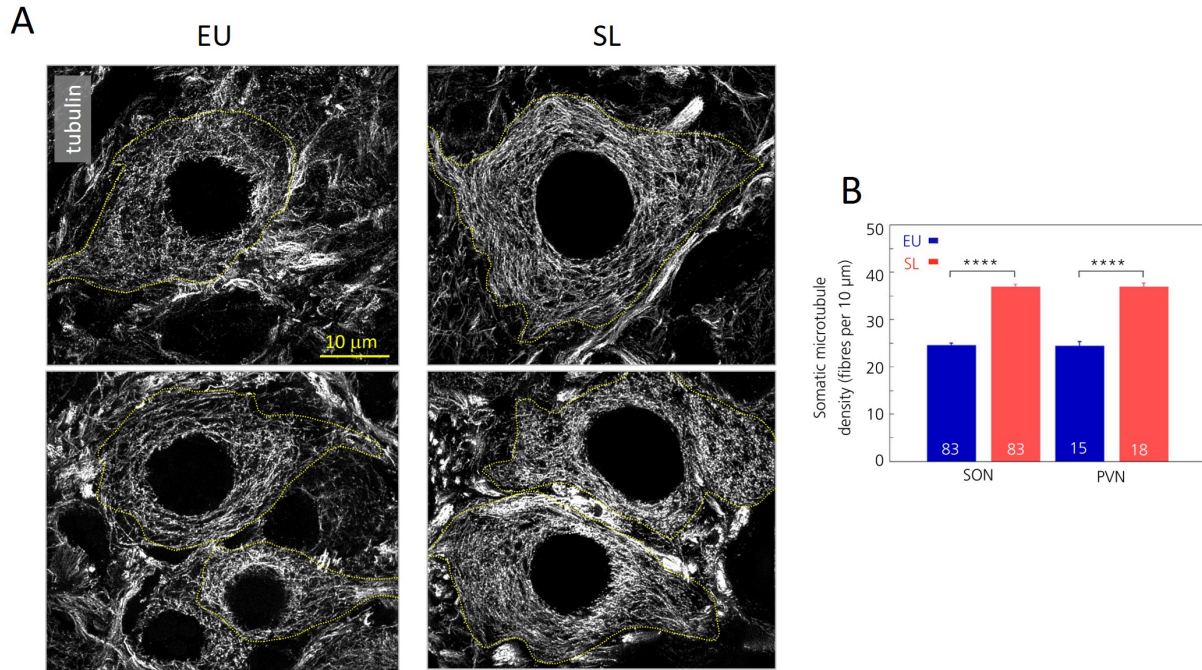 A
EU
SL
tubulin
10 μm
B
Somatic microtubule
density (fibres per 10 μm)
50
40
30
20
10
0
EU
SL
****
****
83
83
15
18
SON
PVN